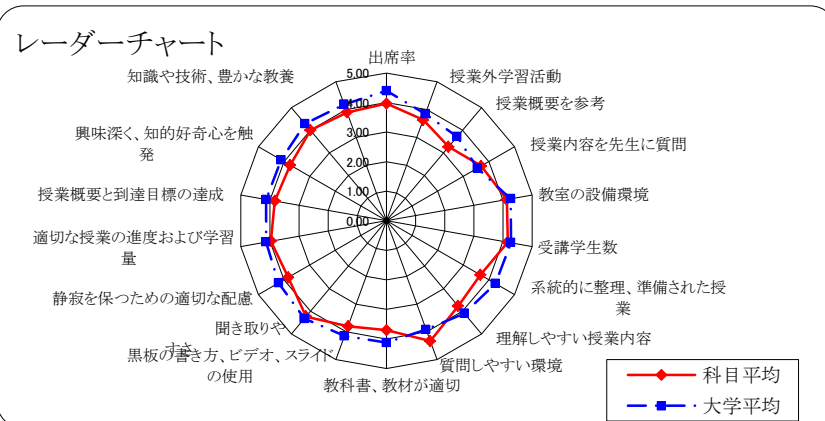 レーダーチャート
出席率
授業外学習活動
授業概要を参考
授業内容を先生に質問
教室の設備環境
受講学生数
系統的に整理、準備された授
業
理解しやすい授業内容
質問しやすい環境
教科書、教材が適切
黒板の書き方、ビデオ、スライド
の使用
聞き取りや
すさ
静寂を保つための適切な配慮
適切な授業の進度および学習
量
授業概要と到達目標の達成
興味深く、知的好奇心を触
発
知識や技術、豊かな教養
5.00
4.00
3.00
2.00
1.00
0.00
科目平均
大学平均